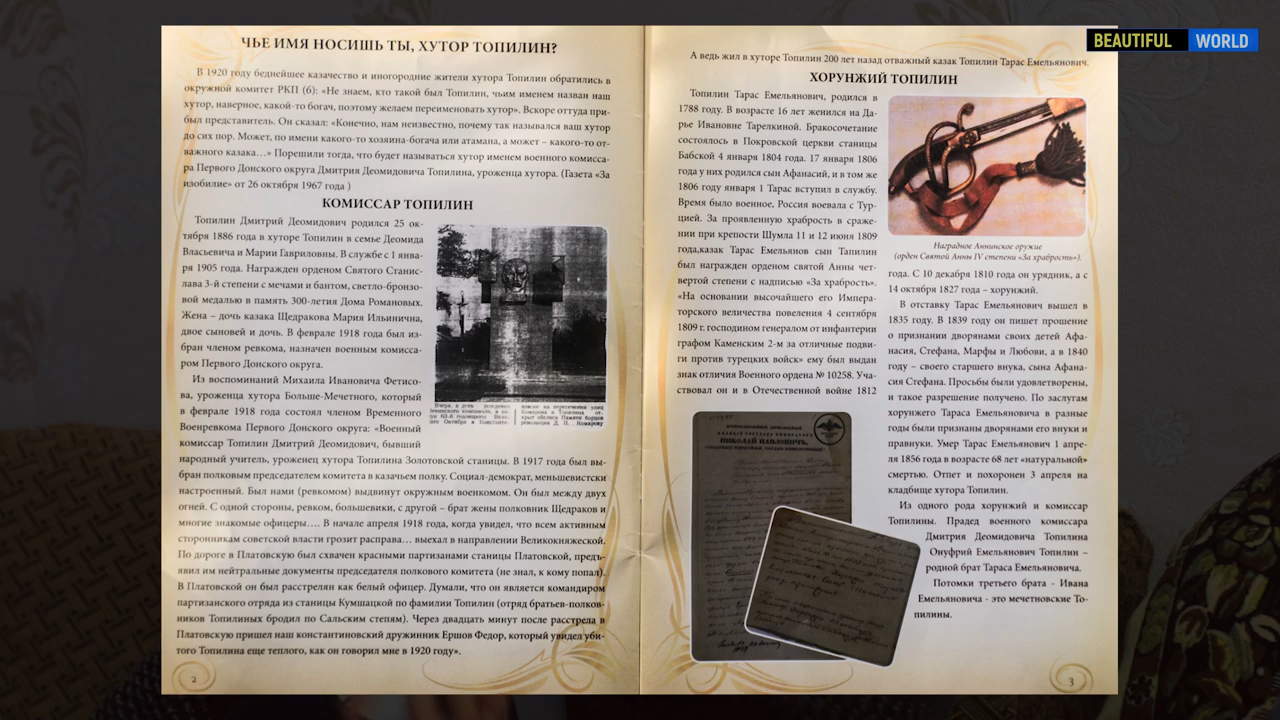 BEAUTIFUL WORLD
ЧЬЕ ИМЯ НОСИШЬ ТЫ, ХУТОР ТОПИЛИН?
В 1920 году беднейшее казачество и иногородние жители хутора Топилин обратились в
окружной комитет РКП (б): «Не знаем, кто такой был Топилин, чьим именем назван наш
хутор, наверное, какой-то богач, поэтому желаем переименовать хутор». Вскоре оттуда при-
был представитель. Он сказал: «Конечно, нам неизвестно, почему так назывался ваш хутор
до сих пор. Может, по имени какого-то хозяина-богача или атамана, а может – какого-то от-
важного казака…» Порешили тогда, что будет называться хутор именем военного комисса-
ра Первого Донского округа Дмитрия Деомидовича Топилина, уроженца хутора. (Газета «За
изобилие» от 26 октября 1967 года )
КОМИССАР ТОПИЛИН
Топилин Дмитрий Деомидович родился 25 ок-
тября 1886 года в хуторе Топилин в семье Деомида
Власьевича и Марии Гавриловны. В службе с 1 янва-
ря 1905 года. Награжден орденом Святого Станис-
лава 3-й степени с мечами и бантом, светло-бронзо-
вой медалью в память 300-летия Дома Романовых.
Жена – дочь казака Щедракова Мария Ильинична,
двое сыновей и дочь. В феврале 1918 года был из-
бран членом ревкома, назначен военным комисса-
ром Первого Донского округа.
Из воспоминаний Михаила Ивановича Фетисо-
ва, уроженца хутора Больше-Мечетного, который
в феврале 1918 года состоял членом Временного
Военревкома Первого Донского округа: «Военный
комиссар Топилин Дмитрий Деомидович, бывший
народный учитель, уроженец хутора Топилина Золотовской станицы. В 1917 году был вы-
бран полковым председателем комитета в казачьем полку. Социал-демократ, меньшевистски
настроенный. Был нами (ревкомом) выдвинут окружным военкомом. Он был между двух
огней. С одной стороны, ревком, большевики, с другой – брат жены полковник Щедраков и
многие знакомые офицеры…. В начале апреля 1918 года, когда увидел, что всем активным
сторонникам советской власти грозит расправа… выехал в направлении Великокняжеской.
По дороге в Платовскую был схвачен красными партизанами станицы Платовской, предъ-
явил им нейтральные документы председателя полкового комитета (не знал, к кому попал).
В Платовской он был расстрелян как белый офицер. Думали, что он является командиром
партизанского отряда из станицы Кумшацкой по фамилии Топилин (отряд братьев-полков-
ников Топилиных бродил по Сальским степям). Через двадцать минут после расстрела в
Платовскую пришел наш константиновский дружинник Ершов Федор, который увидел уби-
того Топилина еще теплого, как он говорил мне в 1920 году».
2
А ведь жил в хуторе Топилин 200 лет назад отважный казак Топилин Тарас Емельянович.
ХОРУНЖИЙ ТОПИЛИН
Топилин Тарас Емельянович, родился в
1788 году. В возрасте 16 лет женился на Да-
рье Ивановне Тарелкиной. Бракосочетание
состоялось в Покровской церкви станицы
Бабской 4 января 1804 года. 17 января 1806
года у них родился сын Афанасий, и в том же
1806 году января 1 Тарас вступил в службу.
Время было военное, Россия воевала с Тур-
цией. За проявленную храбрость в сраже-
нии при крепости Шумла 11 и 12 июня 1809
года,казак Тарас Емельянов сын Тапилин
был награжден орденом святой Анны чет-
вертой степени с надписью «За храбрость».
«На основании высочайшего его Импера-
торского величества повеления 4 сентября
1809 г. господином генералом от инфантерии
графом Каменским 2-м за отличные подви-
ги против турецких войск» ему был выдан
знак отличия Военного ордена № 10258. Уча-
ствовал он и в Отечественной войне 1812
Наградное Аннинское оружие
(орден Святой Анны IV степени «За храбрость»).
года. С 10 декабря 1810 года он урядник, а с
14 октября 1827 года – хорунжий.
В отставку Тарас Емельянович вышел в
1835 году. В 1839 году он пишет прошение
о признании дворянами своих детей Афа-
насия, Стефана, Марфы и Любови, а в 1840
году – своего старшего внука, сына Афана-
сия Стефана. Просьбы были удовлетворены,
и такое разрешение получено. По заслугам
хорунжего Тараса Емельяновича в разные
годы были признаны дворянами его внуки и
правнуки. Умер Тарас Емельянович 1 апре-
ля 1856 года в возрасте 68 лет «натуральной»
смертью. Отпет и похоронен 3 апреля на
кладбище хутора Топилин.
Из одного рода хорунжий и комиссар
Топилины. Прадед военного комиссара
Дмитрия Деомидовича Топилина
Онуфрий Емельянович Топилин –
родной брат Тараса Емельяновича.
Потомки третьего брата - Ивана
Емельяновича - это мечетновские То-
пилины.
НИКОЛАЙ ПАВЛОВИЧЬ,
3